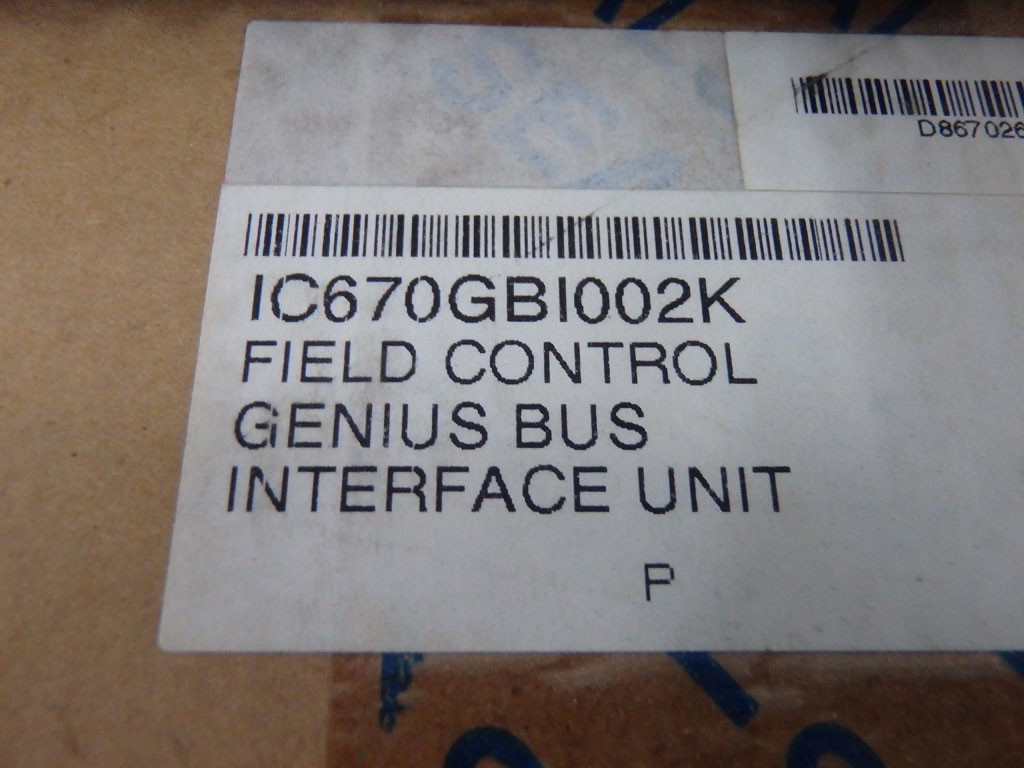 D867026
IC670GBI002K
FIELD CONTROL
GENIUS BUS
INTERFACE UNIT
P